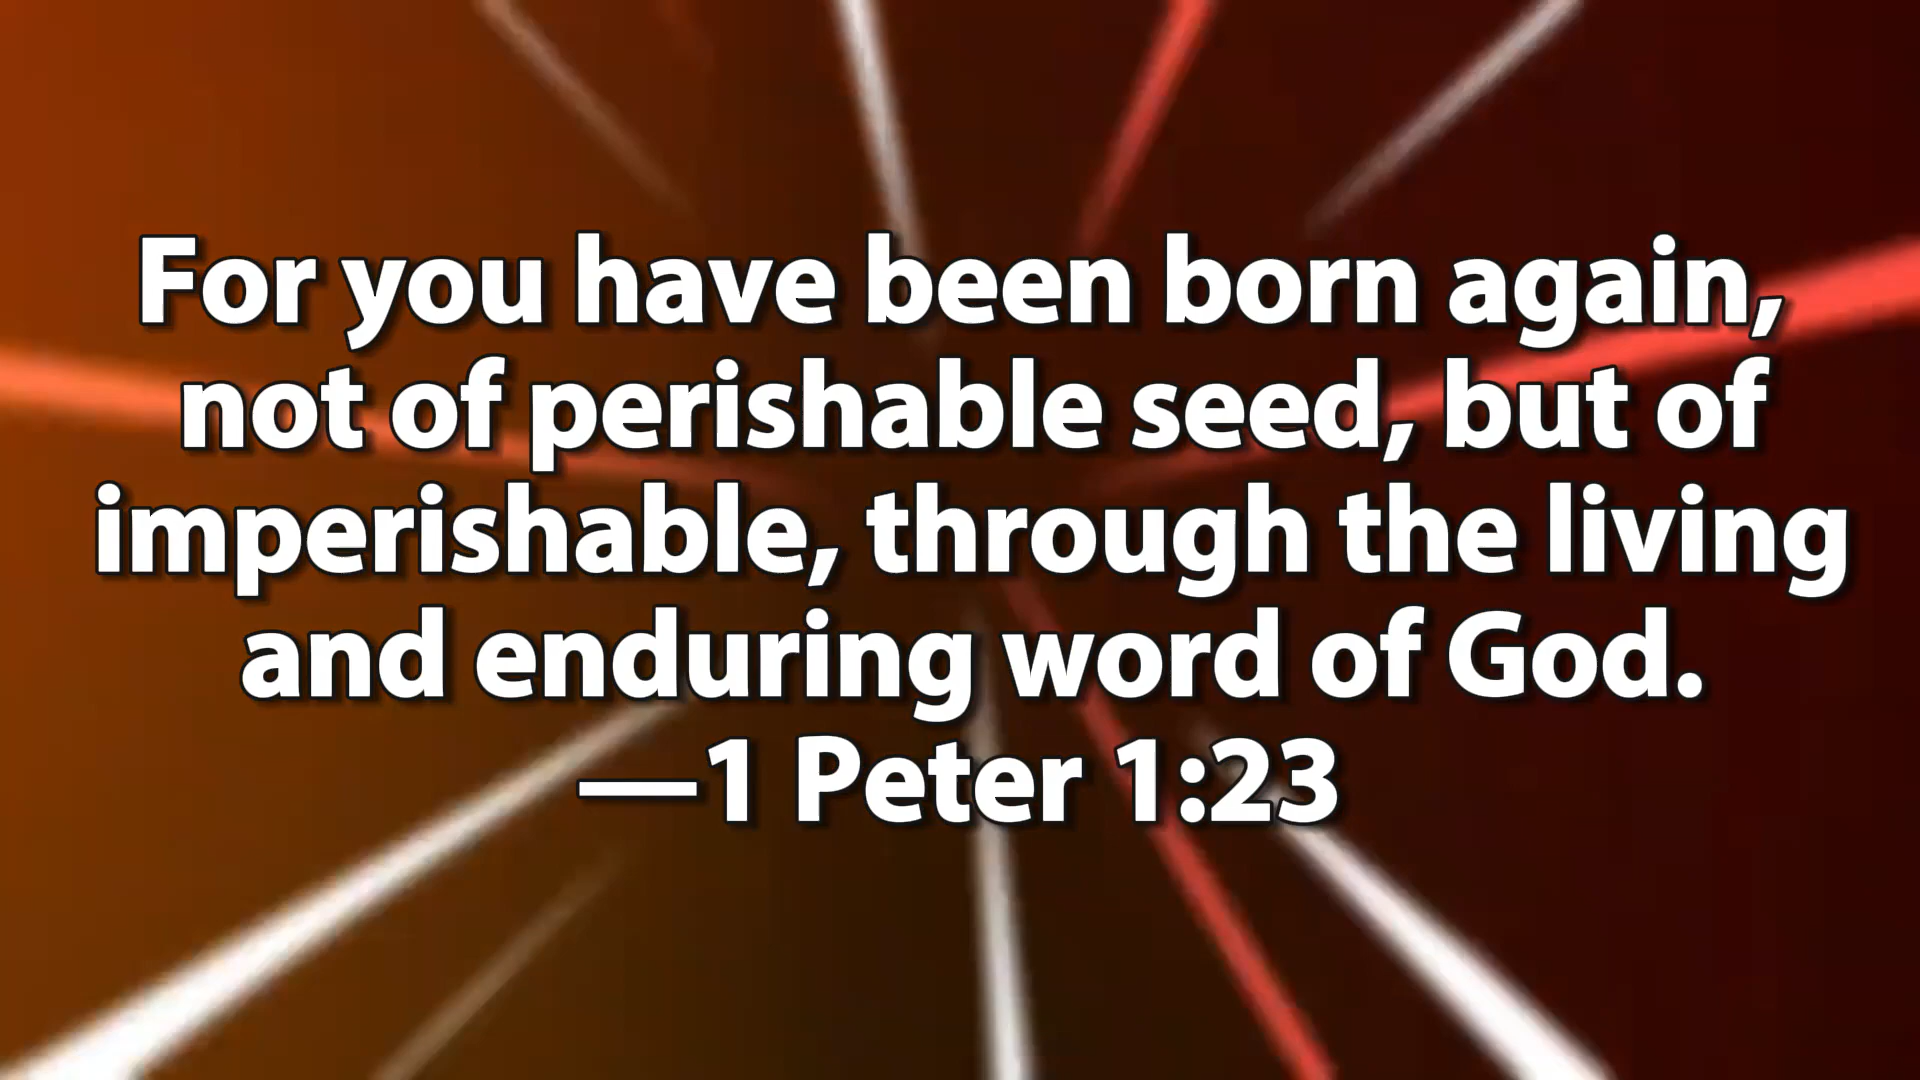 For you have been born again,
not of perishable seed, but of
imperishable, through the living
and enduring word of God.
—1 Peter 1:23